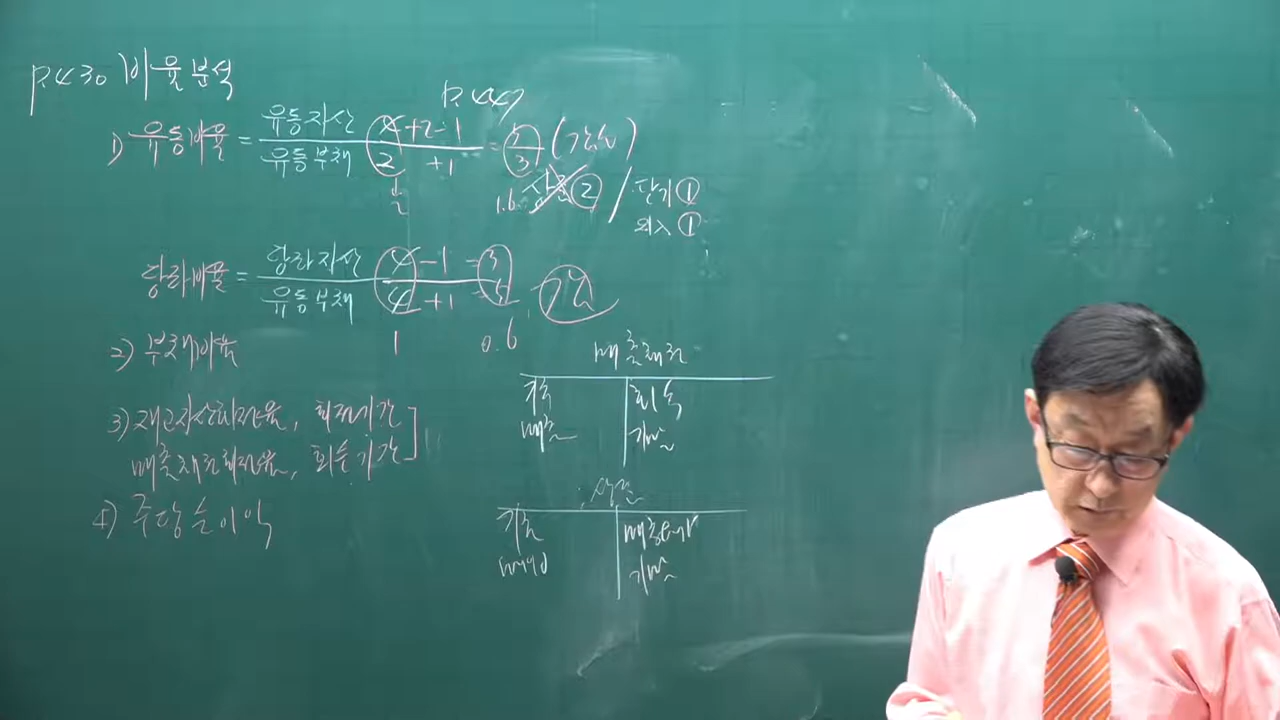 P.430 비율분석
P.447
1) 유동비율 = 유동자산 / 유동부채 4+2-1 / 2 +1 = 5 / 3 (감소)
1.6 상품 ② / 단기 ①
외入 ①
당좌비율 = 당좌자산 / 유동부채 4-1 / 4+1 = 3 / 5
1 0.6
2) 부채비율
3) 재고자산회전율, 회전기간
매출채권회전율, 회수기간
4) 주당순이익
매출채권
기초 회수
매출 기말
상품
기초 매출원가
매입 기말